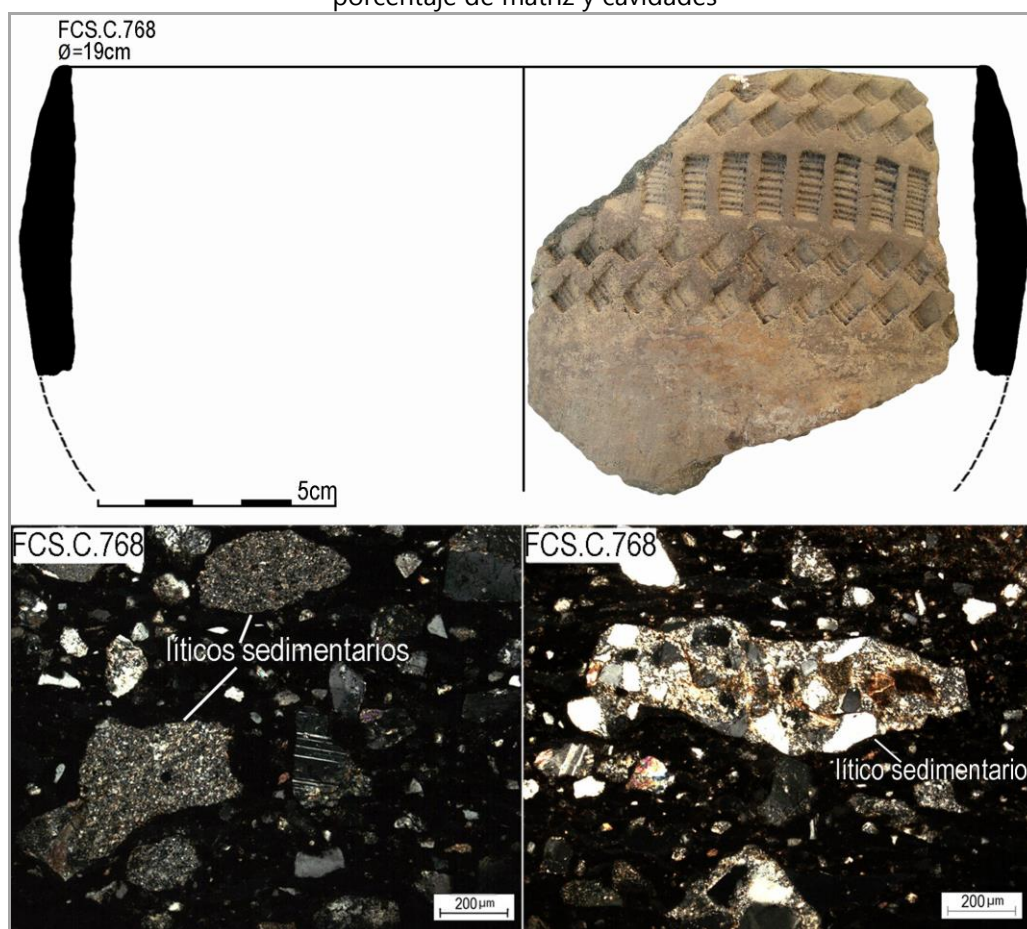 porcentaje de matriz y cavidades
FCS.C.768
Ø=19cm
5cm
FCS.C.768
líticos sedimentarios
200µm
FCS.C.768
lítico sedimentario
200µm